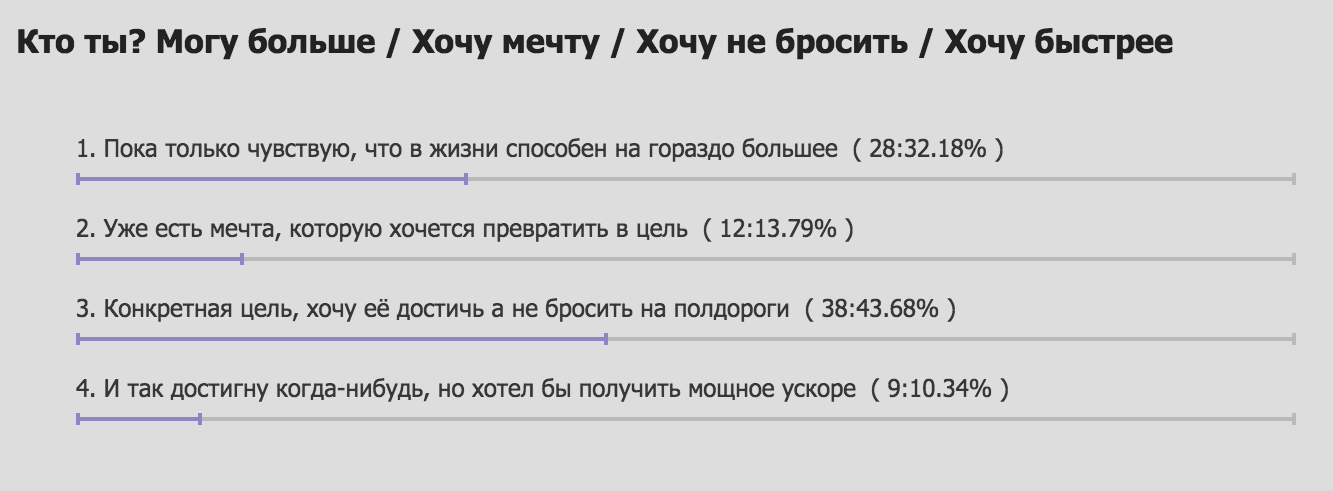 Кто ты? Могу больше / Хочу мечту / Хочу не бросить / Хочу быстрее
1. Пока только чувствую, что в жизни способен на гораздо большее ( 28:32.18% )
2. Уже есть мечта, которую хочется превратить в цель ( 12:13.79% )
3. Конкретная цель, хочу её достичь а не бросить на полдороги ( 38:43.68% )
4. И так достигну когда-нибудь, но хотел бы получить мощное ускоре ( 9:10.34% )